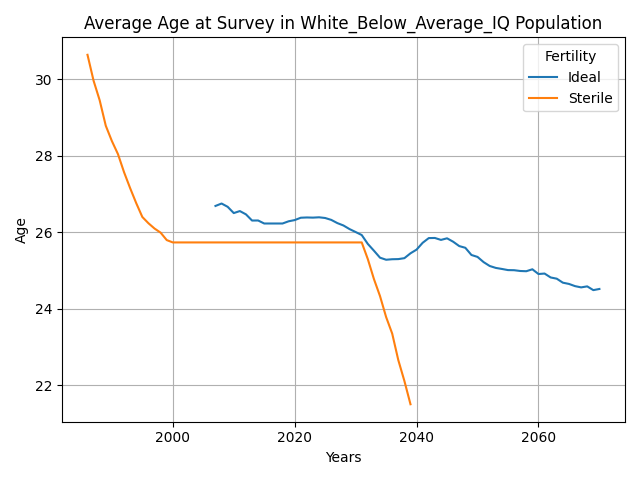 Average Age at Survey in White_Below_Average_IQ Population
Fertility
Ideal
Sterile
Age
30
28
26
24
22
2000
2020
2040
2060
Years